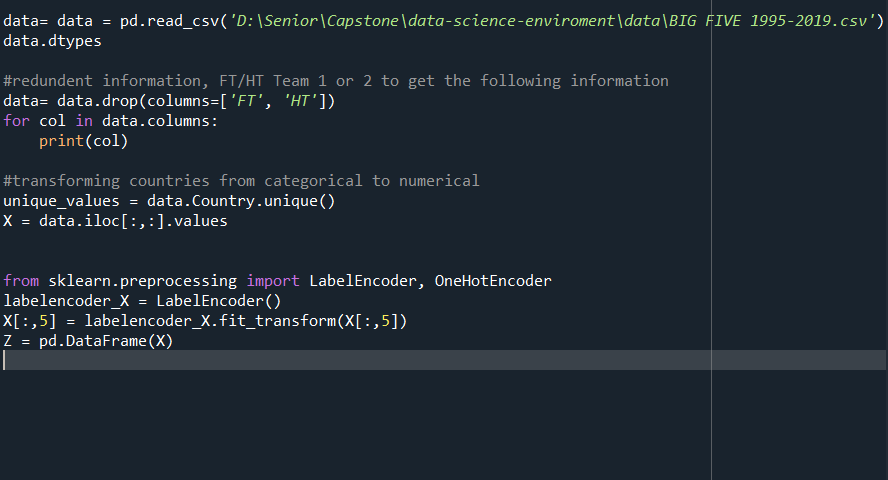 data= data = pd.read_csv('D:\Senior\Capstone\data-science-enviroment\data\BIG FIVE 1995-2019.csv')
data.dtypes
#redundent information, FT/HT Team 1 or 2 to get the following information
data= data.drop(columns=['FT', 'HT'])
for col in data.columns:
    print(col)
#transforming countries from categorical to numerical
unique_values = data.Country.unique()
X = data.iloc[:,:].values
from sklearn.preprocessing import LabelEncoder, OneHotEncoder
labelencoder_X = LabelEncoder()
X[:,5] = labelencoder_X.fit_transform(X[:,5])
Z = pd.DataFrame(X)